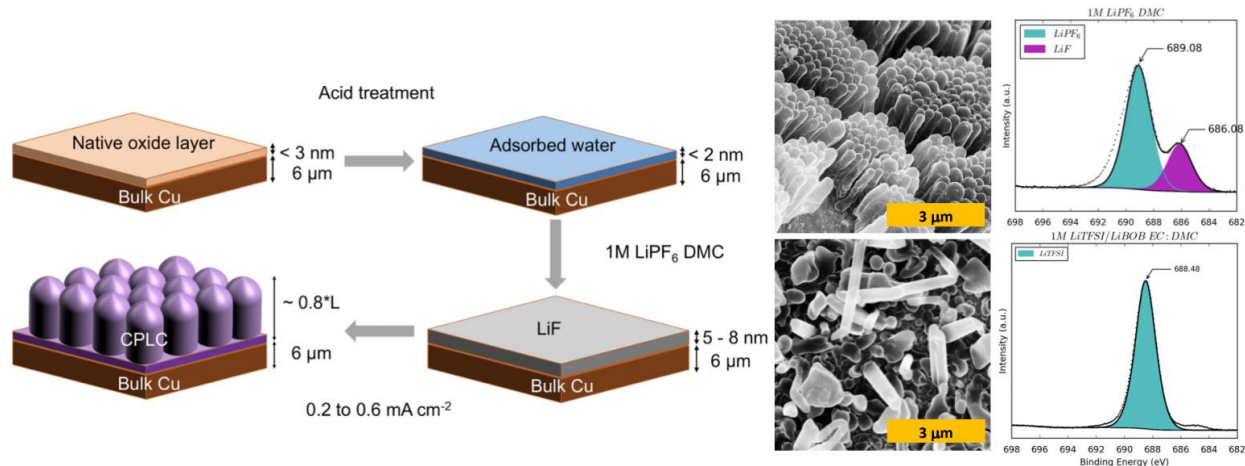 Acid treatment
Native oxide layer
< 3 nm
6 µm
Bulk Cu
Adsorbed water
< 2 nm
6 µm
Bulk Cu
1M LiPF₆ DMC
CPLC
~ 0.8*L
6 µm
Bulk Cu
LiF
5 - 8 nm
6 µm
Bulk Cu
0.2 to 0.6 mA cm⁻²
3 µm
3 µm
1M LiPF₆ DMC
LiPF₆
LiF
689.08
686.08
Intensity (a.u.)
698 696 694 692 690 688 686 684 682
1M LiTFSI/LiBOB EC : DMC
LiTFSI
688.48
Intensity (a.u.)
698 696 694 692 690 688 686 684 682
Binding Energy (eV)